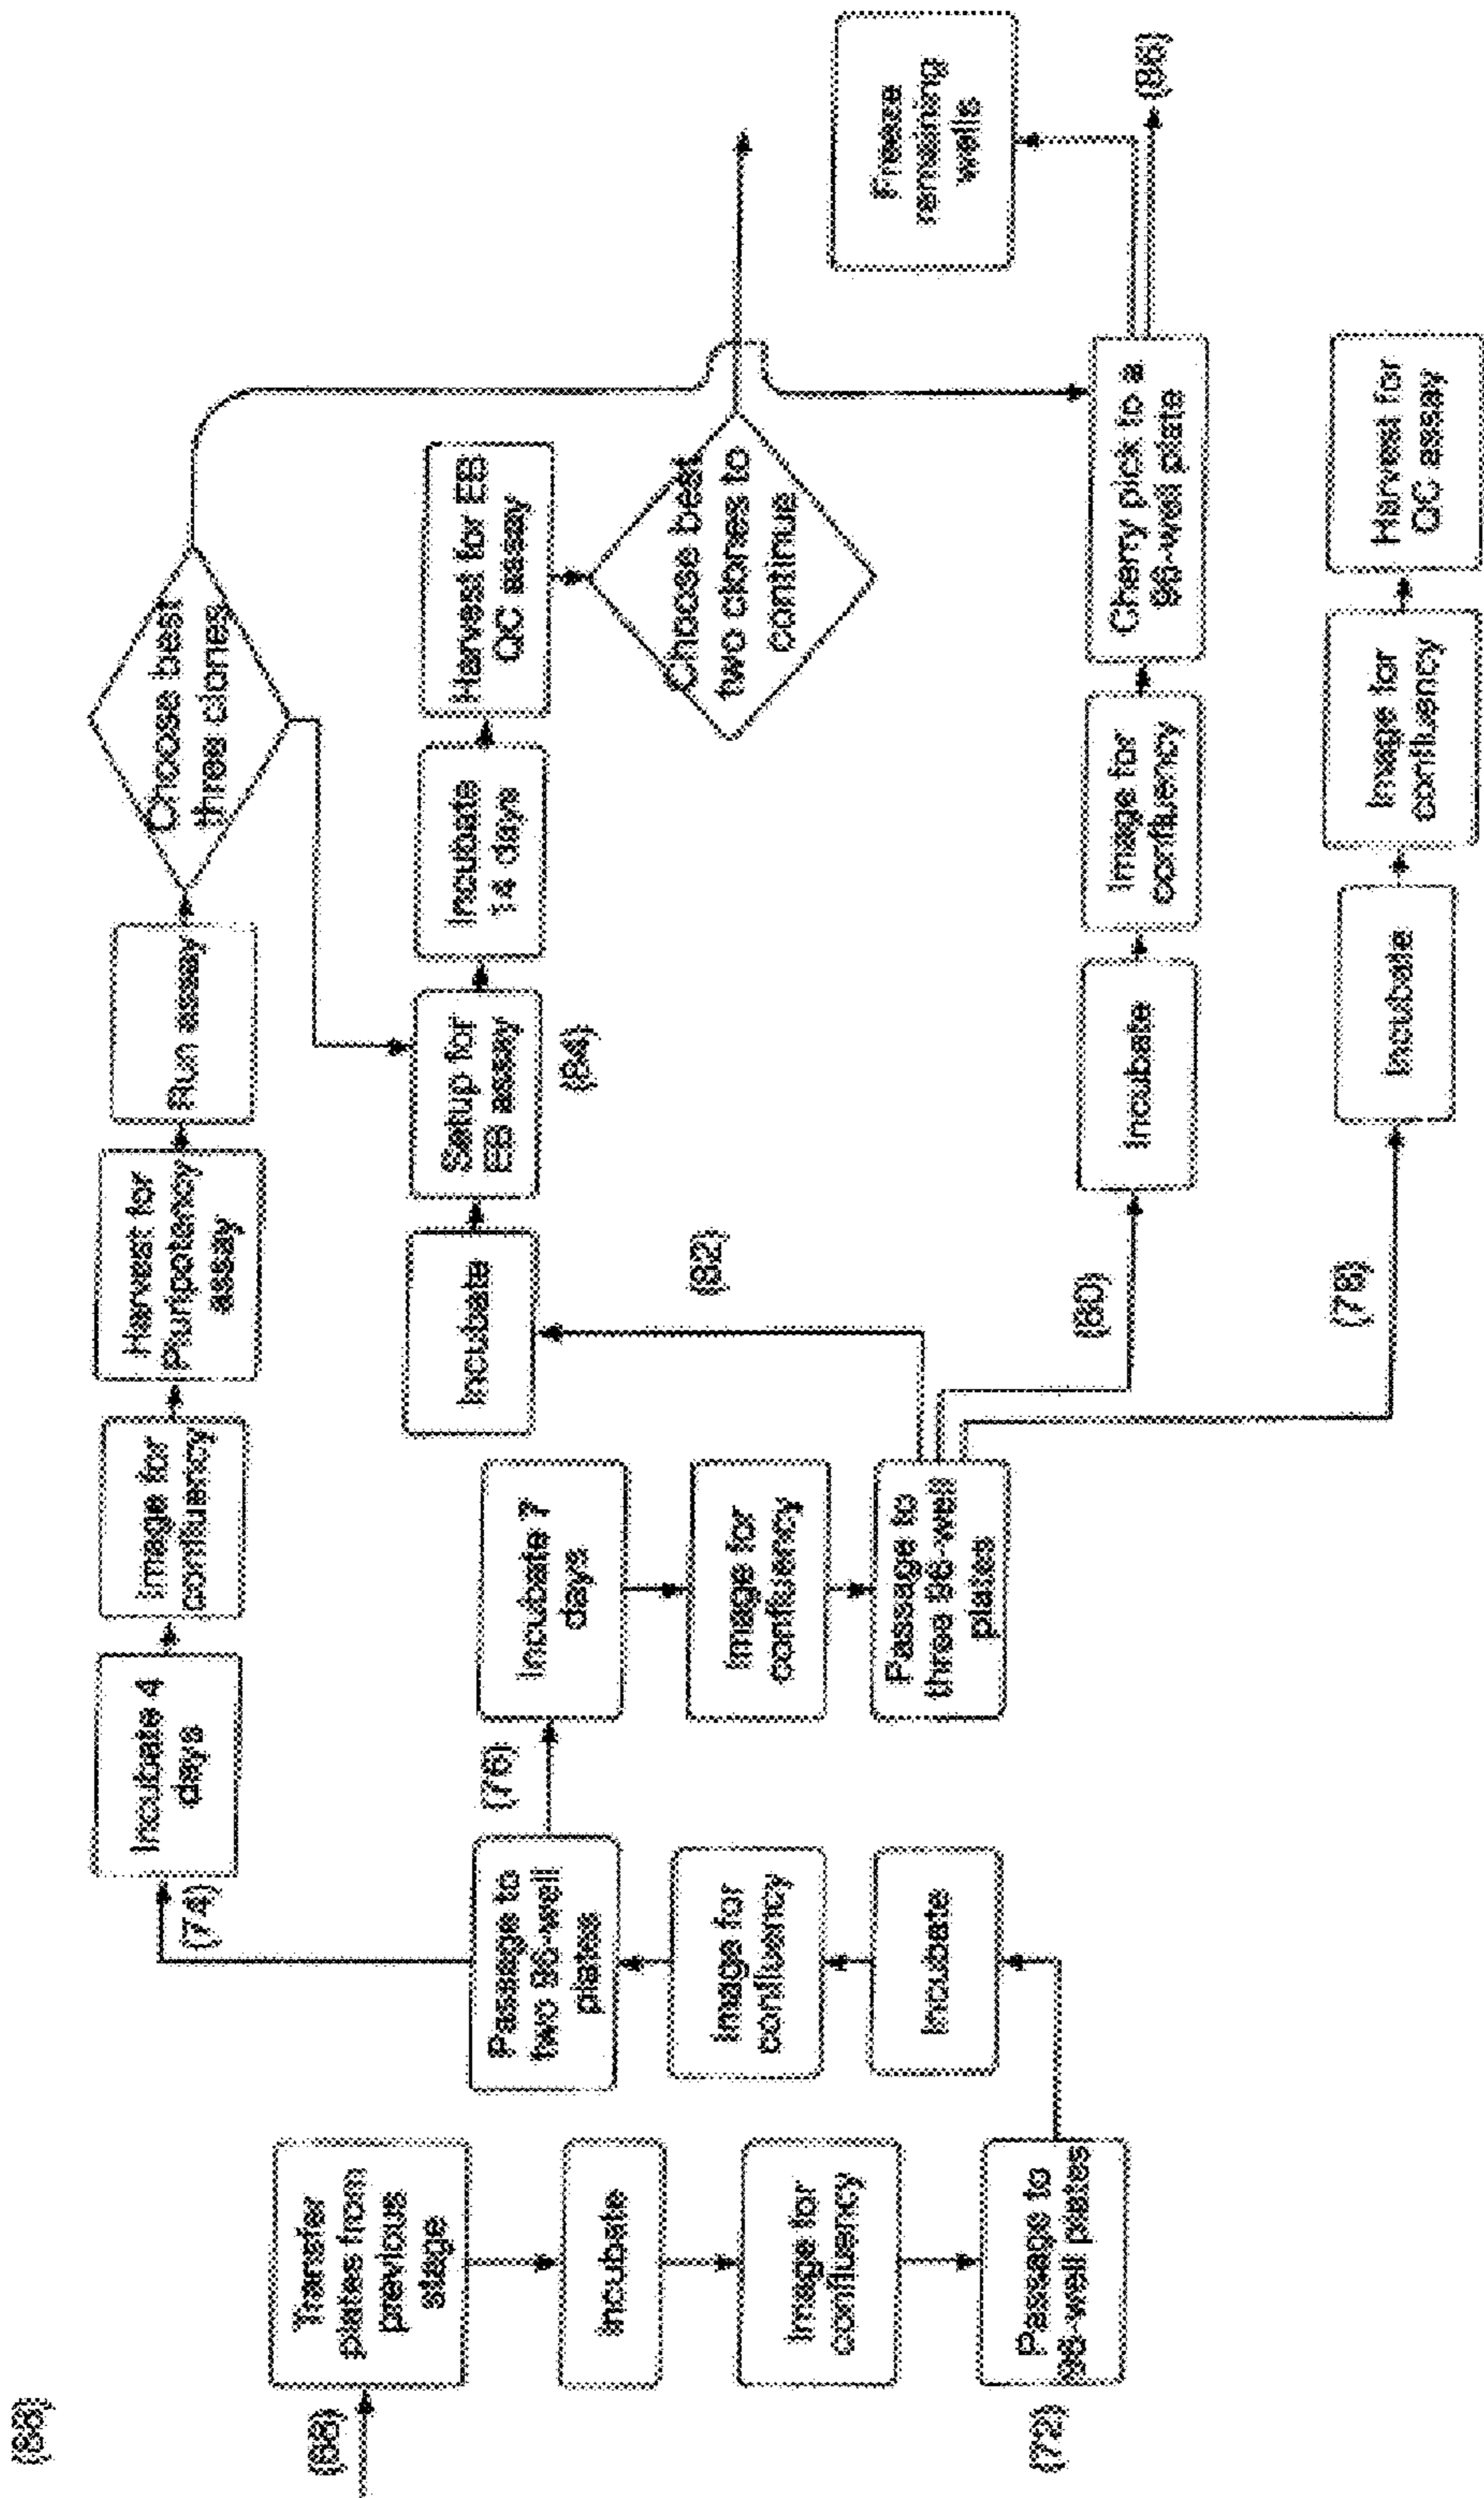 Transfer
plates from
previous
stage
Incubate
Image for
confluency
Passage to
96-well plates
(72)
Incubate
Image for
confluency
Passage to
two 96-well
plates
(74)
Incubate 4
days
Image for
confluency
Harvest for
Pluripotency
assay
Run assay
Choose best
three clones
(76)
Incubate 7
days
Image for
confluency
Passage to
three 96-well
plates
(82)
Incubate
Setup for
EB assay
(84)
Incubate
14 days
Harvest for EB
QC assay
Choose best
two clones to
continue
(80)
Incubate
Image for
confluency
Cherry pick to a
96-well plate
Freeze
remaining
wells
(86)
(78)
Incubate
Image for
confluency
Harvest for
QC assay